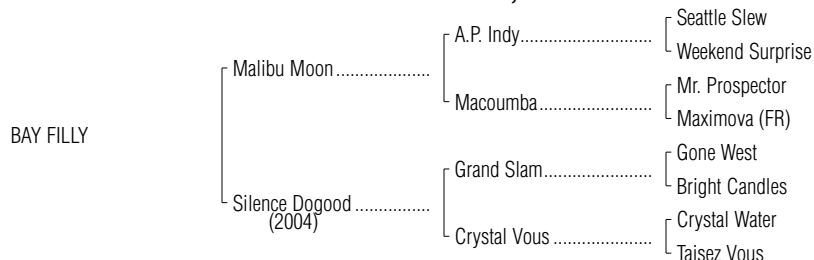 Seattle Slew
A.P. Indy..............................
Weekend Surprise
Malibu Moon.....................
Mr. Prospector
Macoumba..........................
Maximova (FR)
BAY FILLY
Gone West
Grand Slam.........................
Bright Candles
Silence Dogood .................
(2004)
Crystal Water
Crystal Vous .......................
Taisez Vous